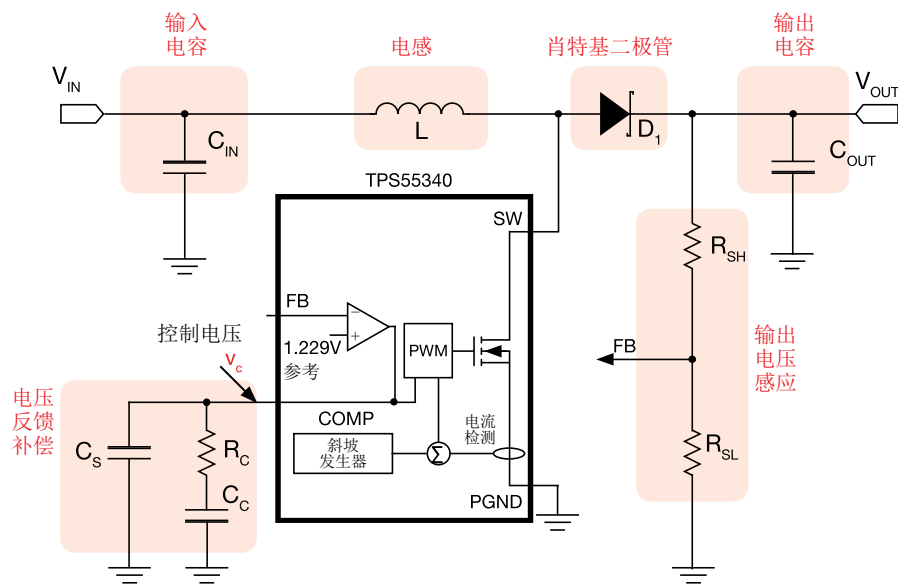 输入
电容
电感
肖特基二极管
输出
电容
VIN
VOUT
CIN
L
D1
COUT
TPS55340
SW
RSH
FB
−
+
1.229V
参考
PWM
控制电压
vc
FB
输出
电压
感应
电压
反馈
补偿
COMP
电流
检测
CS
RC
斜坡
发生器
Σ
RSL
CC
PGND